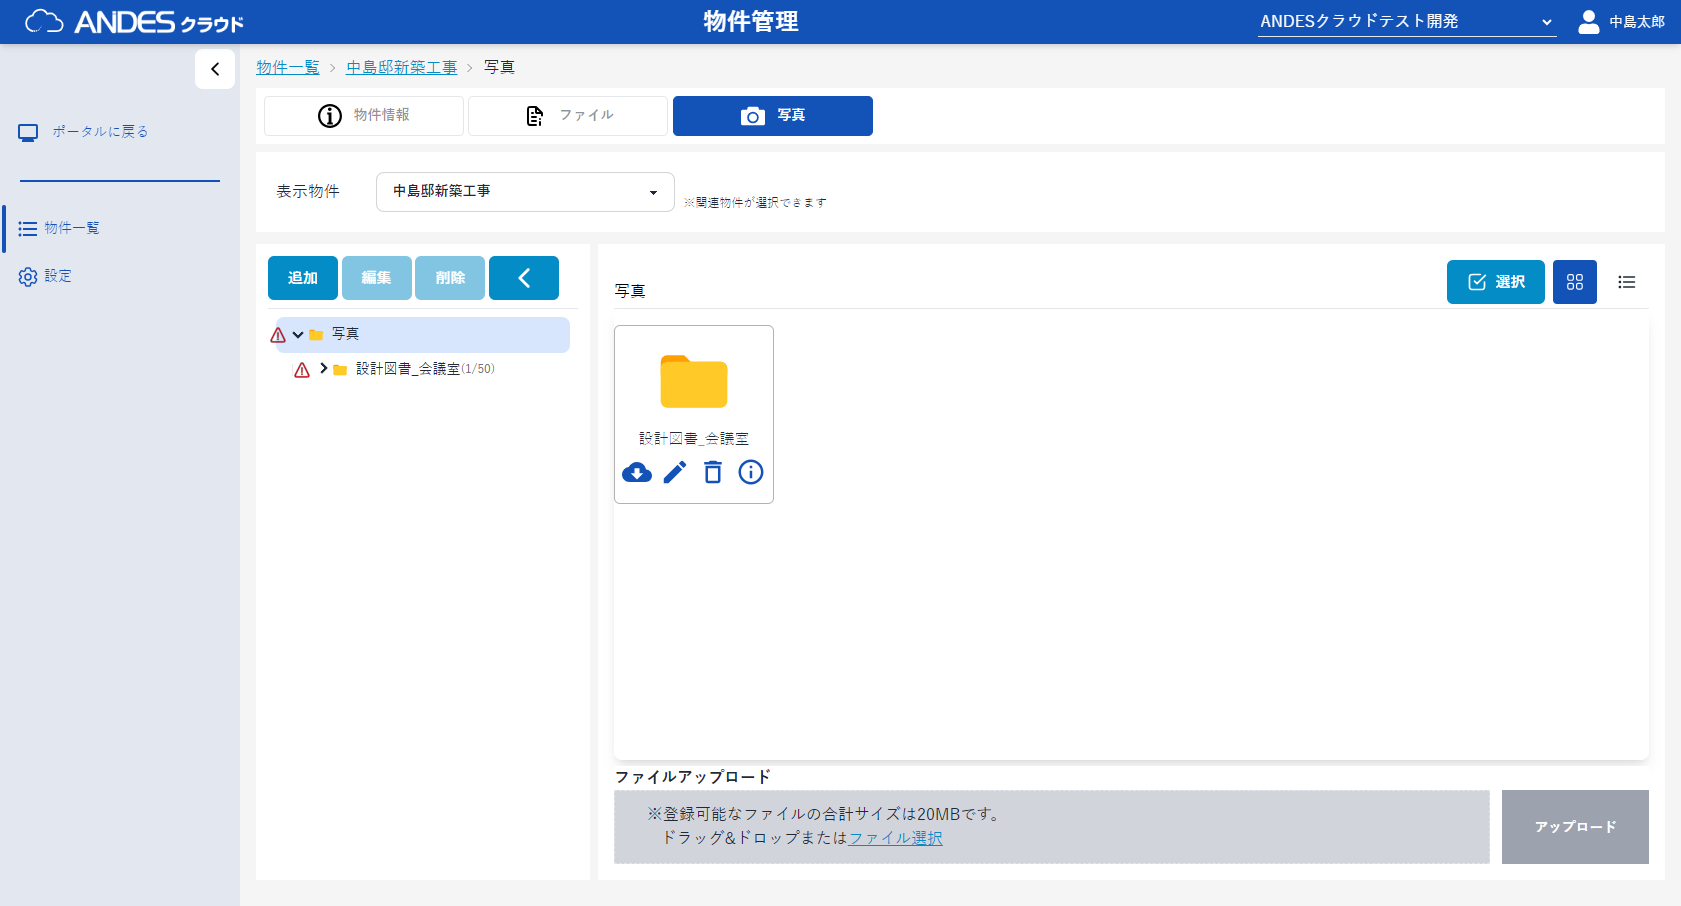 ANDES クラウド
物件管理
ANDESクラウドテスト開発
中島太郎
物件一覧 > 中島邸新築工事 > 写真
ポータルに戻る
物件一覧
設定
物件情報
ファイル
写真
表示物件
中島邸新築工事
※関連物件が選択できます
追加
編集
削除
写真
設計図書_会議室(1/50)
写真
選択
設計図書_会議室
ファイルアップロード
※登録可能なファイルの合計サイズは20MBです。
ドラッグ&ドロップまたはファイル選択
アップロード